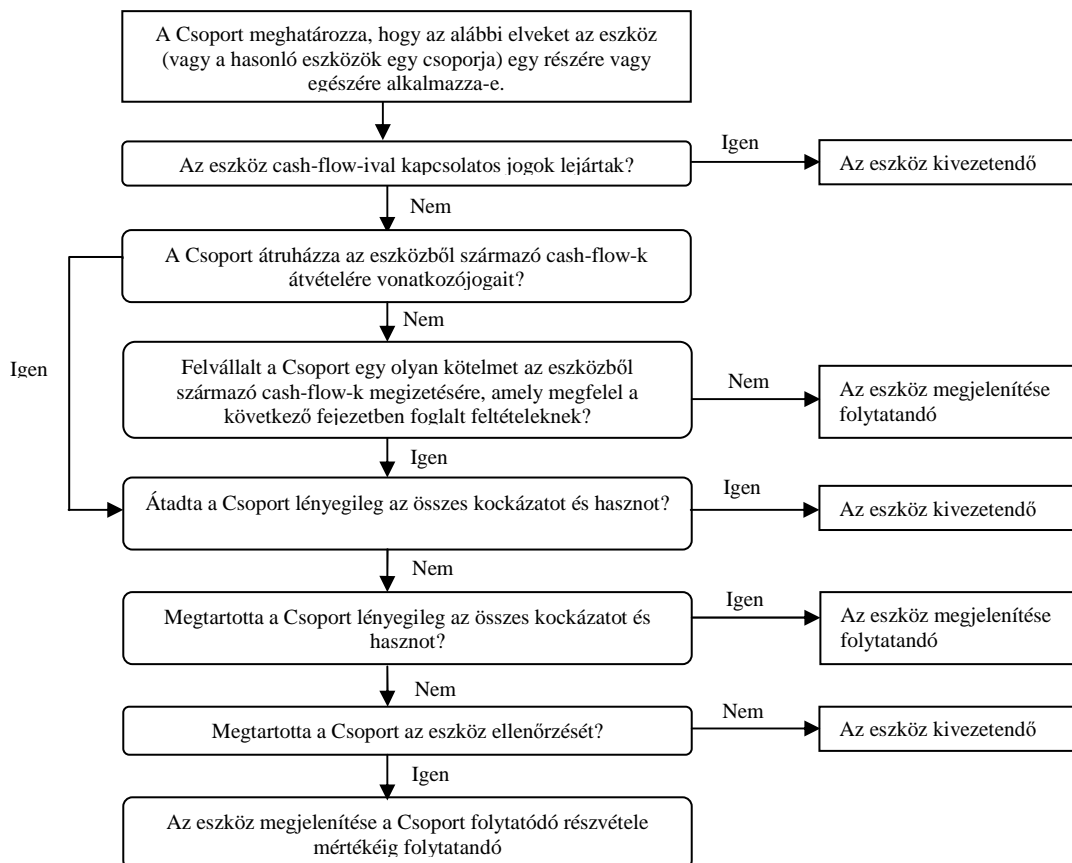 A Csoport meghatározza, hogy az alábbi elveket az eszköz
(vagy a hasonló eszközök egy csoporja) egy részére vagy
egészére alkalmazza-e.
Az eszköz cash-flow-ival kapcsolatos jogok lejártak?
Igen
Az eszköz kivezetendő
Nem
A Csoport átruházza az eszközből származó cash-flow-k
átvételére vonatkozójogait?
Igen
Nem
Felvállalt a Csoport egy olyan kötelmet az eszközből
származó cash-flow-k megizetésére, amely megfelel a
következő fejezetben foglalt feltételeknek?
Nem
Az eszköz megjelenítése
folytatandó
Igen
Átadta a Csoport lényegileg az összes kockázatot és hasznot?
Igen
Az eszköz kivezetendő
Nem
Megtartotta a Csoport lényegileg az összes kockázatot és
hasznot?
Igen
Az eszköz megjelenítése
folytatandó
Nem
Megtartotta a Csoport az eszköz ellenőrzését?
Nem
Az eszköz kivezetendő
Igen
Az eszköz megjelenítése a Csoport folytatódó részvétele
mértékéig folytatandó